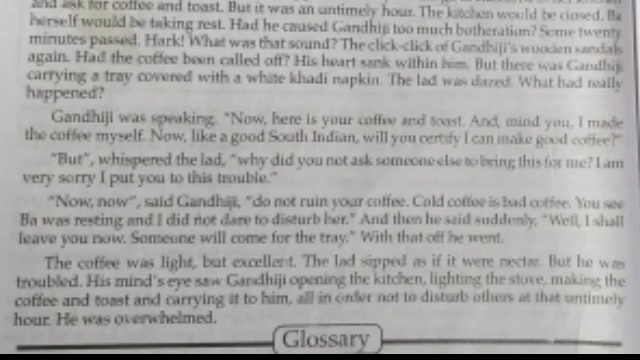 and ask for coffee and toast. But it was an untimely hour. The kitchen would be closed. Ba
herself would be taking rest. Had he caused Gandhiji too much botheration? Some twenty
minutes passed. Hark! What was that sound? The click-click of Gandhiji's wooden sandals
again. Had the coffee been called off? His heart sank within him. But there was Gandhiji
carrying a tray covered with a white khadi napkin. The lad was dazed. What had really
happened?
Gandhiji was speaking. "Now, here is your coffee and toast. And, mind you, I made
the coffee myself. Now, like a good South Indian, will you certify I can make good coffee?"
"But", whispered the lad, "why did you not ask someone else to bring this for me? I am
very sorry I put you to this trouble."
"Now, now", said Gandhiji, "do not ruin your coffee. Cold coffee is bad coffee. You see
Ba was resting and I did not dare to disturb her." And then he said suddenly, "Well, I shall
leave you now. Someone will come for the tray." With that off he went.
The coffee was light, but excellent. The lad sipped as if it were nectar. But he was
troubled. His mind's eye saw Gandhiji opening the kitchen, lighting the stove, making the
coffee and toast and carrying it to him, all in order not to disturb others at that untimely
hour. He was overwhelmed.
Glossary